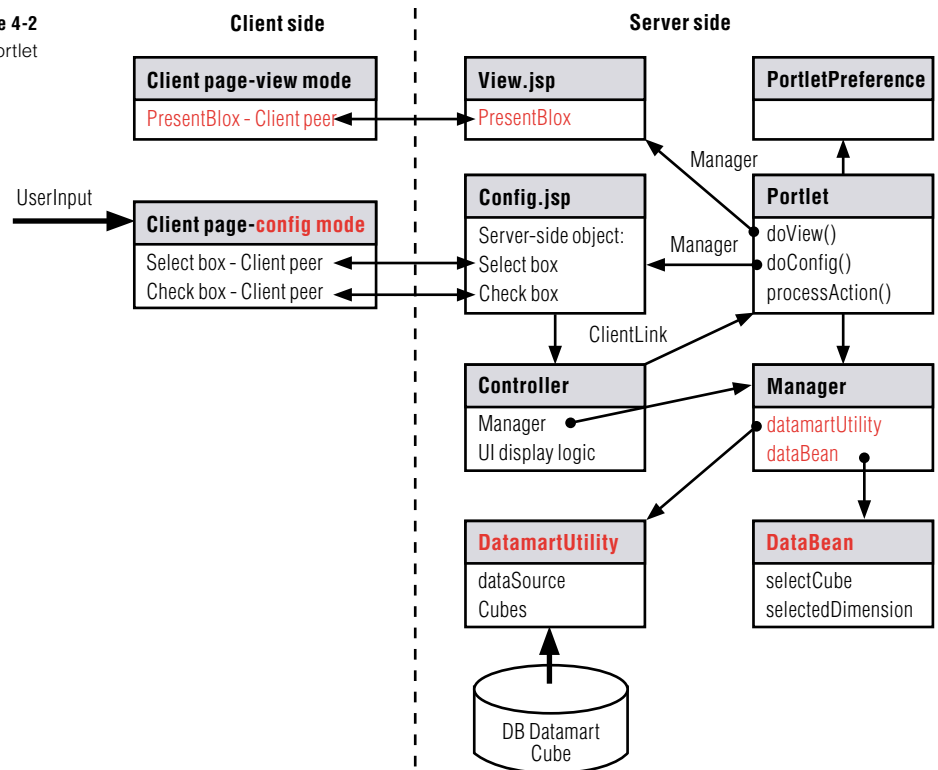 e 4-2
ortlet
Client side
Server side
Client page-view mode
PresentBlox - Client peer
View.jsp
PresentBlox
PortletPreference
Manager
UserInput
Client page-config mode
Select box - Client peer
Check box - Client peer
Config.jsp
Server-side object:
Select box
Check box
Manager
Portlet
doView()
doConfig()
processAction()
ClientLink
Controller
Manager
UI display logic
Manager
datamartUtility
dataBean
DatamartUtility
dataSource
Cubes
DataBean
selectCube
selectedDimension
DB Datamart
Cube